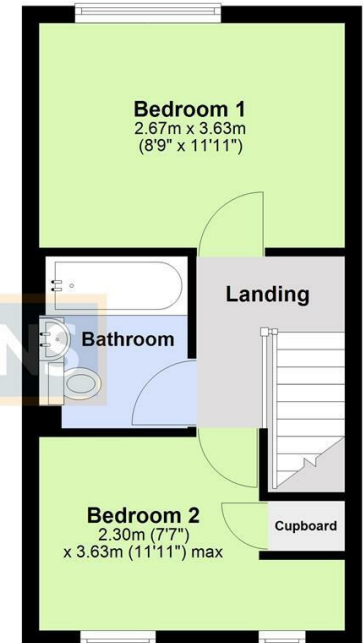 Bedroom 1
2.67m x 3.63m
(8'9" x 11'11")
Landing
Bathroom
NS
Bedroom 2
2.30m (7'7")
x 3.63m (11'11") max
Cupboard